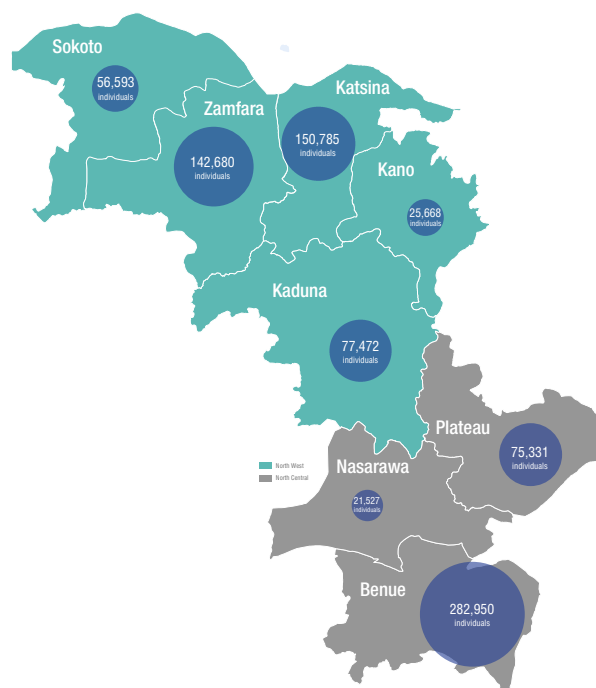 Sokoto
56,593
individuals
Zamfara
142,680
individuals
Katsina
150,785
individuals
Kano
25,668
individuals
Kaduna
77,472
individuals
Plateau
75,331
individuals
North West
North Central
Nasarawa
21,527
individuals
Benue
282,950
individuals